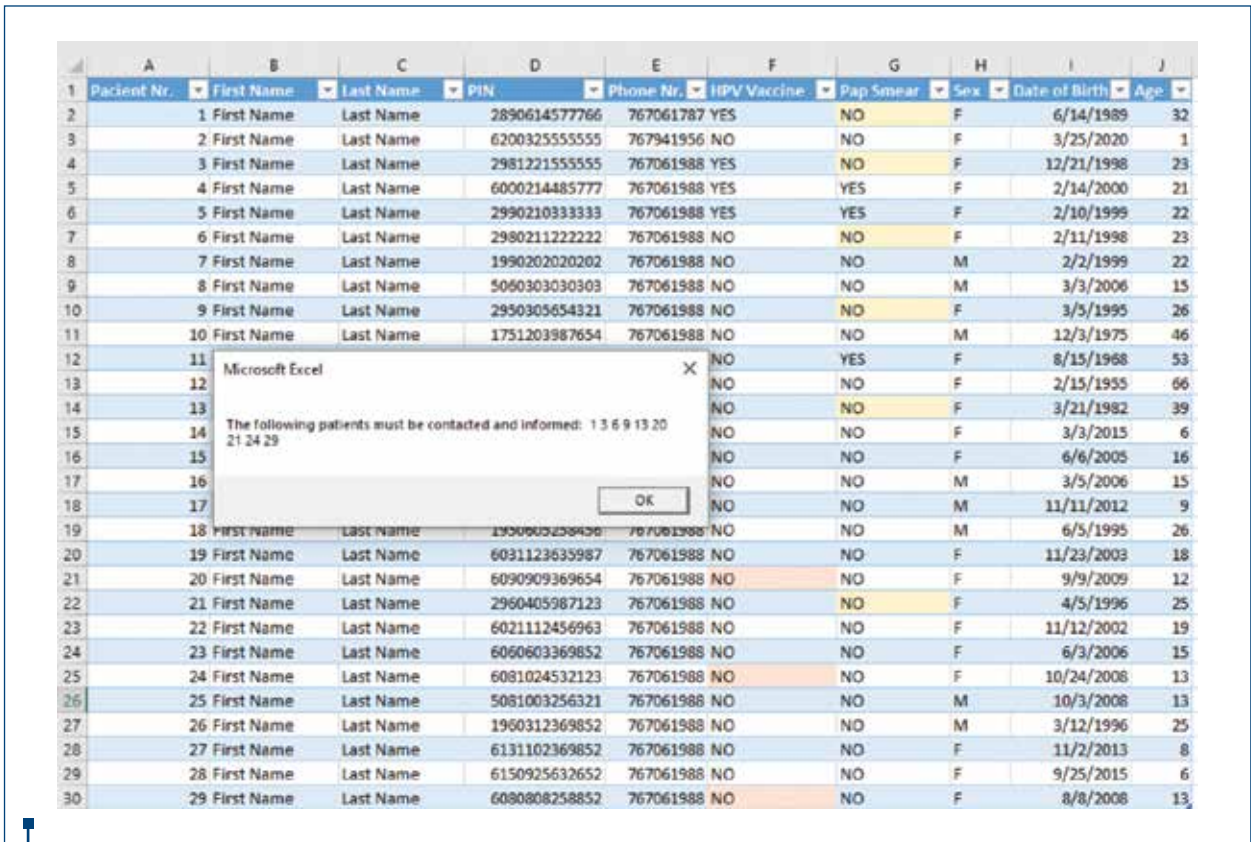 A B C D E F G H I J
1 Pacient Nr. First Name Last Name PIN Phone Nr. HPV Vaccine Pap Smear Sex Date of Birth Age
2 1 First Name Last Name 2890614577766 767061787 YES NO F 6/14/1989 32
3 2 First Name Last Name 6200325555555 767941956 NO NO F 3/25/2020 1
4 3 First Name Last Name 2981221555555 767061988 YES NO F 12/21/1998 23
5 4 First Name Last Name 6000214485777 767061988 YES YES F 2/14/2000 21
6 5 First Name Last Name 2990210333333 767061988 YES YES F 2/10/1999 22
7 6 First Name Last Name 2980211222222 767061988 NO NO F 2/11/1998 23
8 7 First Name Last Name 1990202020202 767061988 NO NO M 2/2/1999 22
9 8 First Name Last Name 5060303030303 767061988 NO NO M 3/3/2006 15
10 9 First Name Last Name 2950305654321 767061988 NO NO F 3/5/1995 26
11 10 First Name Last Name 1751203987654 767061988 NO NO M 12/3/1975 46
12 11 NO YES F 8/15/1968 53
13 12 NO NO F 2/15/1955 66
14 13 NO NO F 3/21/1982 39
15 14 NO NO F 3/3/2015 6
16 15 NO NO F 6/6/2005 16
17 16 NO NO M 3/5/2006 15
18 17 NO NO M 11/11/2012 9
Microsoft Excel
The following patients must be contacted and informed: 1 3 6 9 13 20
21 24 29
OK
19 18 First Name Last Name 1950605258456 767061988 NO NO M 6/5/1995 26
20 19 First Name Last Name 6031123635987 767061988 NO NO F 11/23/2003 18
21 20 First Name Last Name 6090909369654 767061988 NO NO F 9/9/2009 12
22 21 First Name Last Name 2960405987123 767061988 NO NO F 4/5/1996 25
23 22 First Name Last Name 6021112456963 767061988 NO NO F 11/12/2002 19
24 23 First Name Last Name 6060603369852 767061988 NO NO F 6/3/2006 15
25 24 First Name Last Name 6081024532123 767061988 NO NO F 10/24/2008 13
26 25 First Name Last Name 5081003256321 767061988 NO NO M 10/3/2008 13
27 26 First Name Last Name 1960312369852 767061988 NO NO M 3/12/1996 25
28 27 First Name Last Name 6131102369852 767061988 NO NO F 11/2/2013 8
29 28 First Name Last Name 6150925632652 767061988 NO NO F 9/25/2015 6
30 29 First Name Last Name 6080808258852 767061988 NO NO F 8/8/2008 13